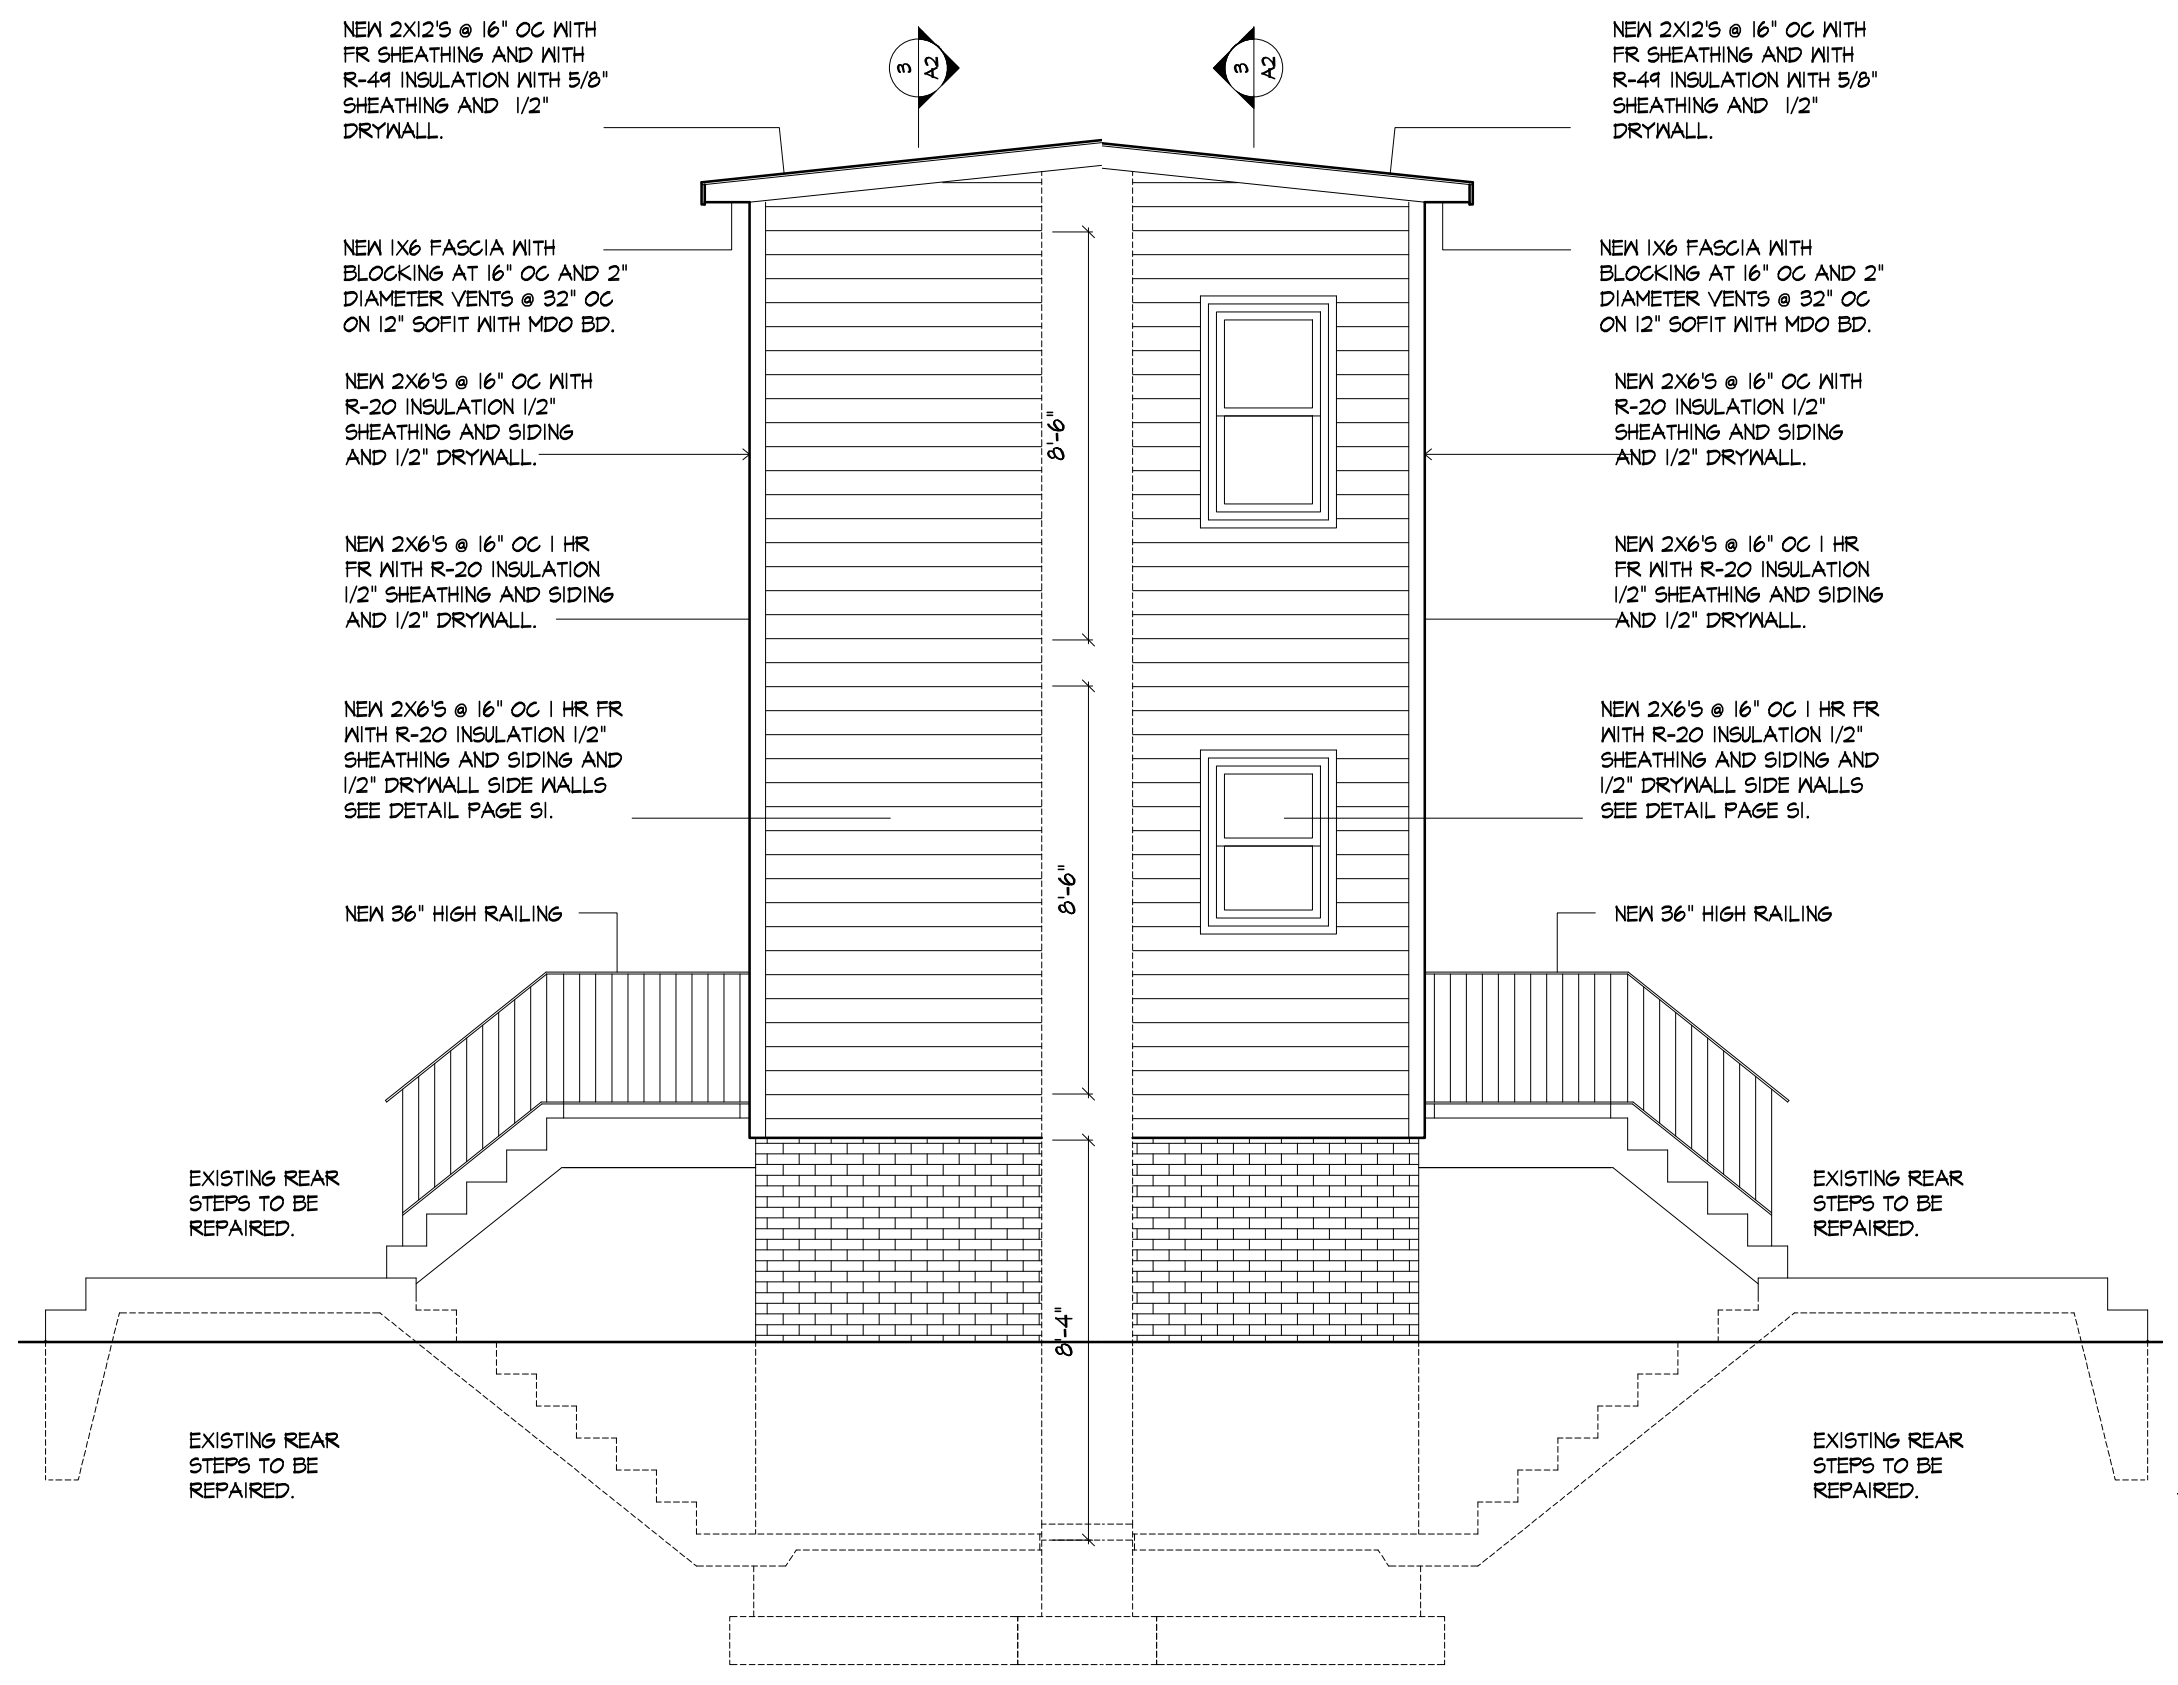 NEW 2X12'S @ 16" OC WITH
FR SHEATHING AND WITH
R-49 INSULATION WITH 5/8"
SHEATHING AND 1/2"
DRYWALL.
3
A2
3
A2
NEW 2X12'S @ 16" OC WITH
FR SHEATHING AND WITH
R-49 INSULATION WITH 5/8"
SHEATHING AND 1/2"
DRYWALL.
NEW 1X6 FASCIA WITH
BLOCKING AT 16" OC AND 2"
DIAMETER VENTS @ 32" OC
ON 12" SOFIT WITH MDO BD.
NEW 1X6 FASCIA WITH
BLOCKING AT 16" OC AND 2"
DIAMETER VENTS @ 32" OC
ON 12" SOFIT WITH MDO BD.
NEW 2X6'S @ 16" OC WITH
R-20 INSULATION 1/2"
SHEATHING AND SIDING
AND 1/2" DRYWALL.
8'-6"
NEW 2X6'S @ 16" OC WITH
R-20 INSULATION 1/2"
SHEATHING AND SIDING
AND 1/2" DRYWALL.
NEW 2X6'S @ 16" OC 1 HR
FR WITH R-20 INSULATION
1/2" SHEATHING AND SIDING
AND 1/2" DRYWALL.
NEW 2X6'S @ 16" OC 1 HR
FR WITH R-20 INSULATION
1/2" SHEATHING AND SIDING
AND 1/2" DRYWALL.
NEW 2X6'S @ 16" OC 1 HR FR
WITH R-20 INSULATION 1/2"
SHEATHING AND SIDING AND
1/2" DRYWALL SIDE WALLS
SEE DETAIL PAGE S1.
8'-6"
NEW 2X6'S @ 16" OC 1 HR FR
WITH R-20 INSULATION 1/2"
SHEATHING AND SIDING AND
1/2" DRYWALL SIDE WALLS
SEE DETAIL PAGE S1.
NEW 36" HIGH RAILING
NEW 36" HIGH RAILING
EXISTING REAR
STEPS TO BE
REPAIRED.
EXISTING REAR
STEPS TO BE
REPAIRED.
8'-4"
EXISTING REAR
STEPS TO BE
REPAIRED.
EXISTING REAR
STEPS TO BE
REPAIRED.